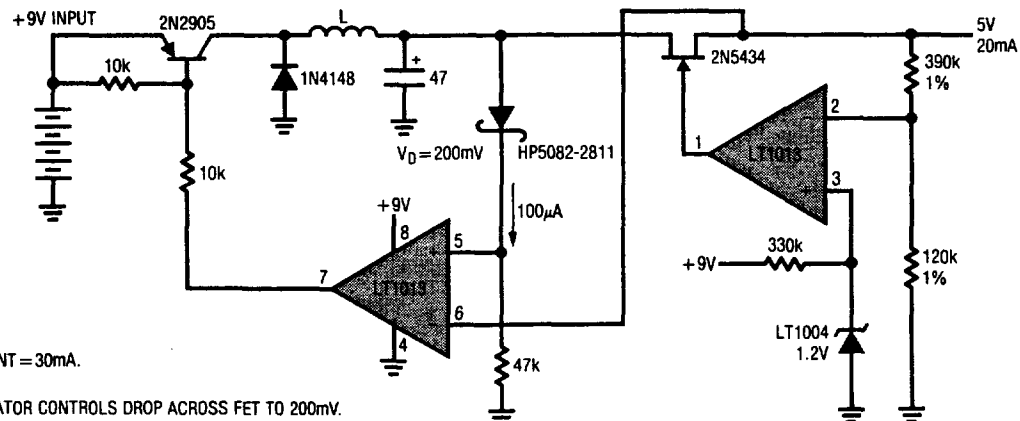 +9V INPUT
2N2905
L
5V
20mA
10k
1N4148
+
47
2N5434
390k
1%
2
1
LT1013
−
3
+
V_D=200mV
HP5082-2811
10k
100μA
+9V
8
5
330k
+9V
120k
1%
7
LT1013
+
6
−
4
LT1004
1.2V
47k
NT=30mA.
ATOR CONTROLS DROP ACROSS FET TO 200mV.